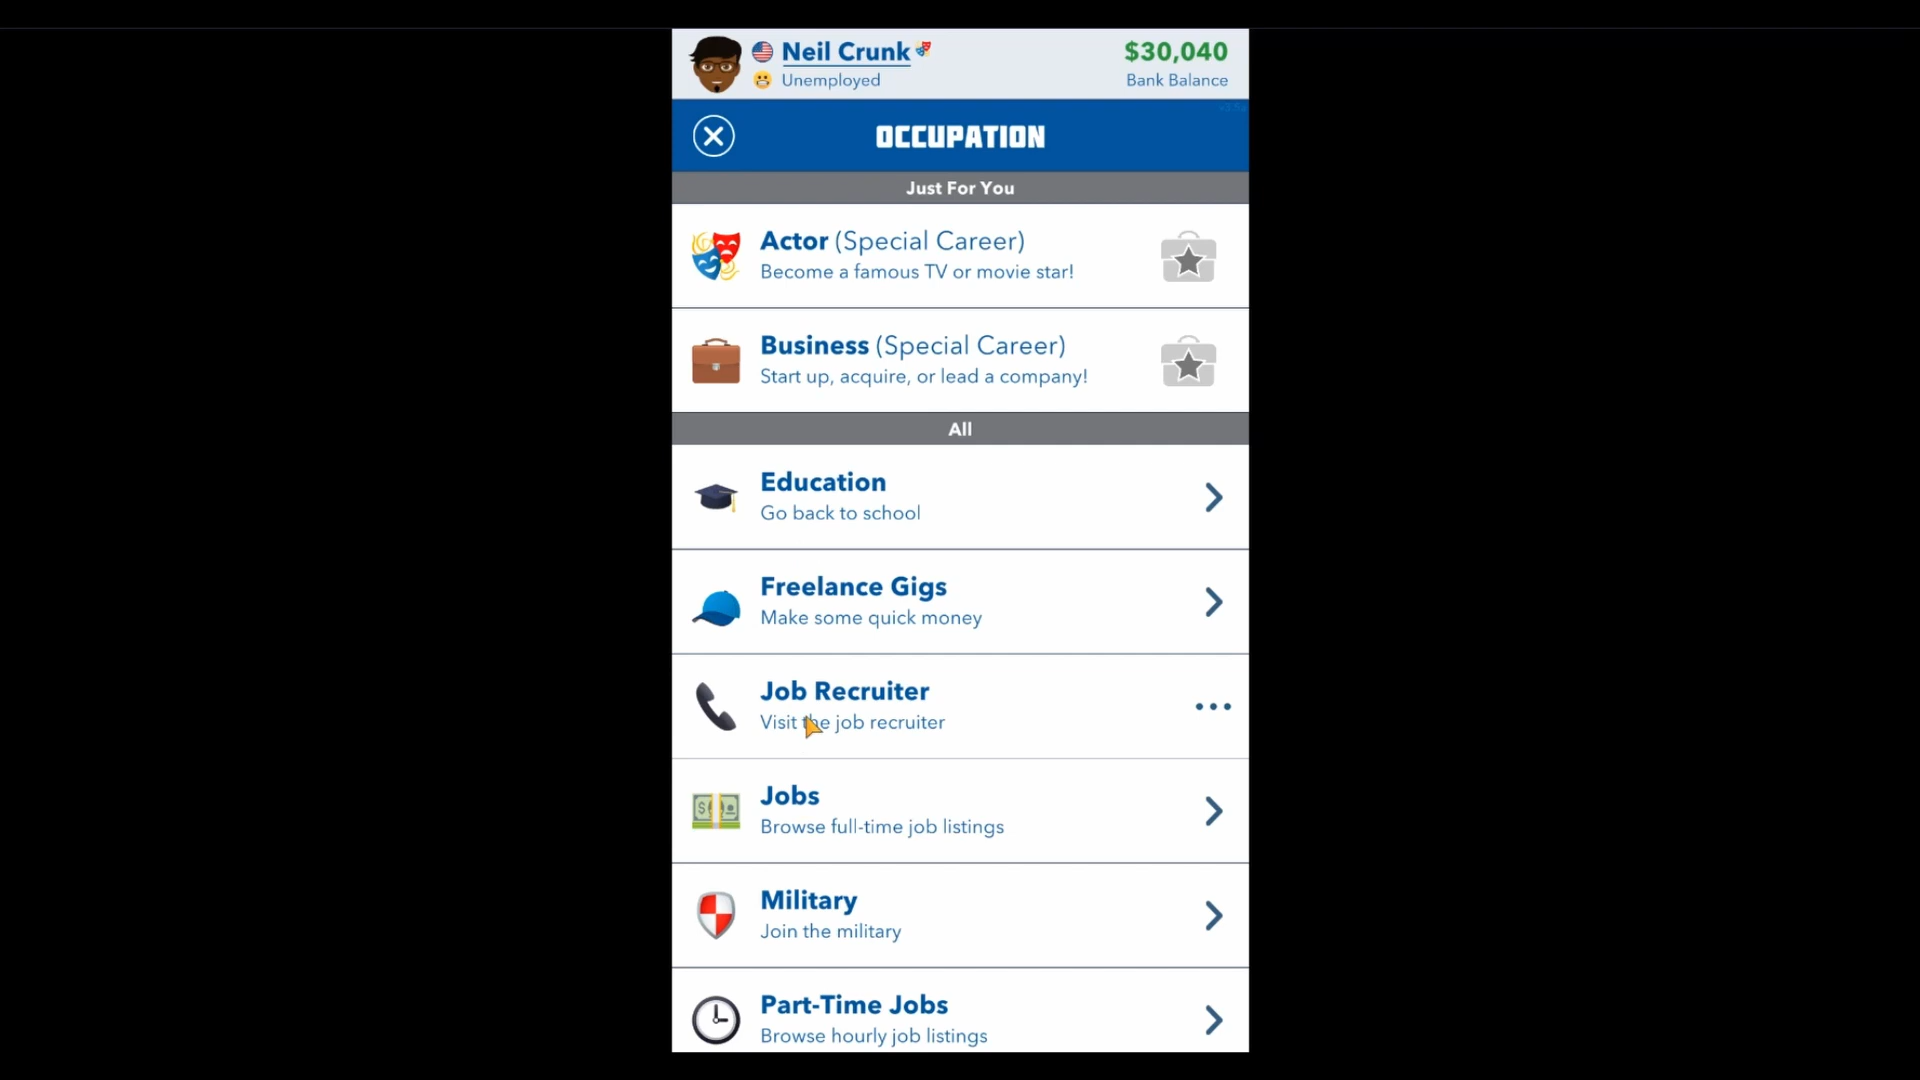 Neil Crunk
$30,040
Unemployed
Bank Balance
OCCUPATION
Just For You
Actor (Special Career)
Become a famous TV or movie star!
Business (Special Career)
Start up, acquire, or lead a company!
All
Education
Go back to school
Freelance Gigs
Make some quick money
Job Recruiter
Visit the job recruiter
Jobs
Browse full-time job listings
Military
Join the military
Part-Time Jobs
Browse hourly job listings